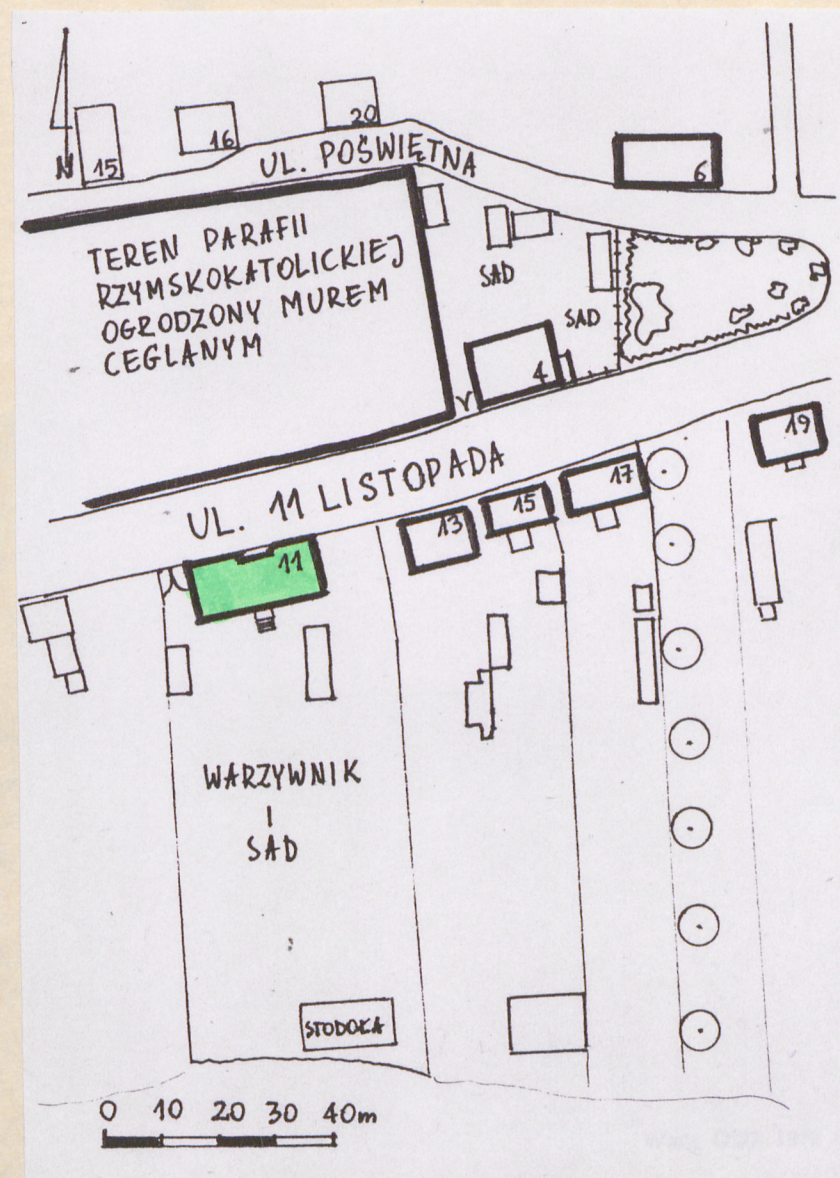 20
16
15
N
UL. POŚWIĘTNA
6
TEREN PARAFII
RZYMSKOKATOLICKIEJ
OGRODZONY MUREM
CEGLANYM
SAD
SAD
4
19
UL. 11 LISTOPADA
17
15
13
11
WARZYWNIK
I
SAD
STODOŁA
0 10 20 30 40m